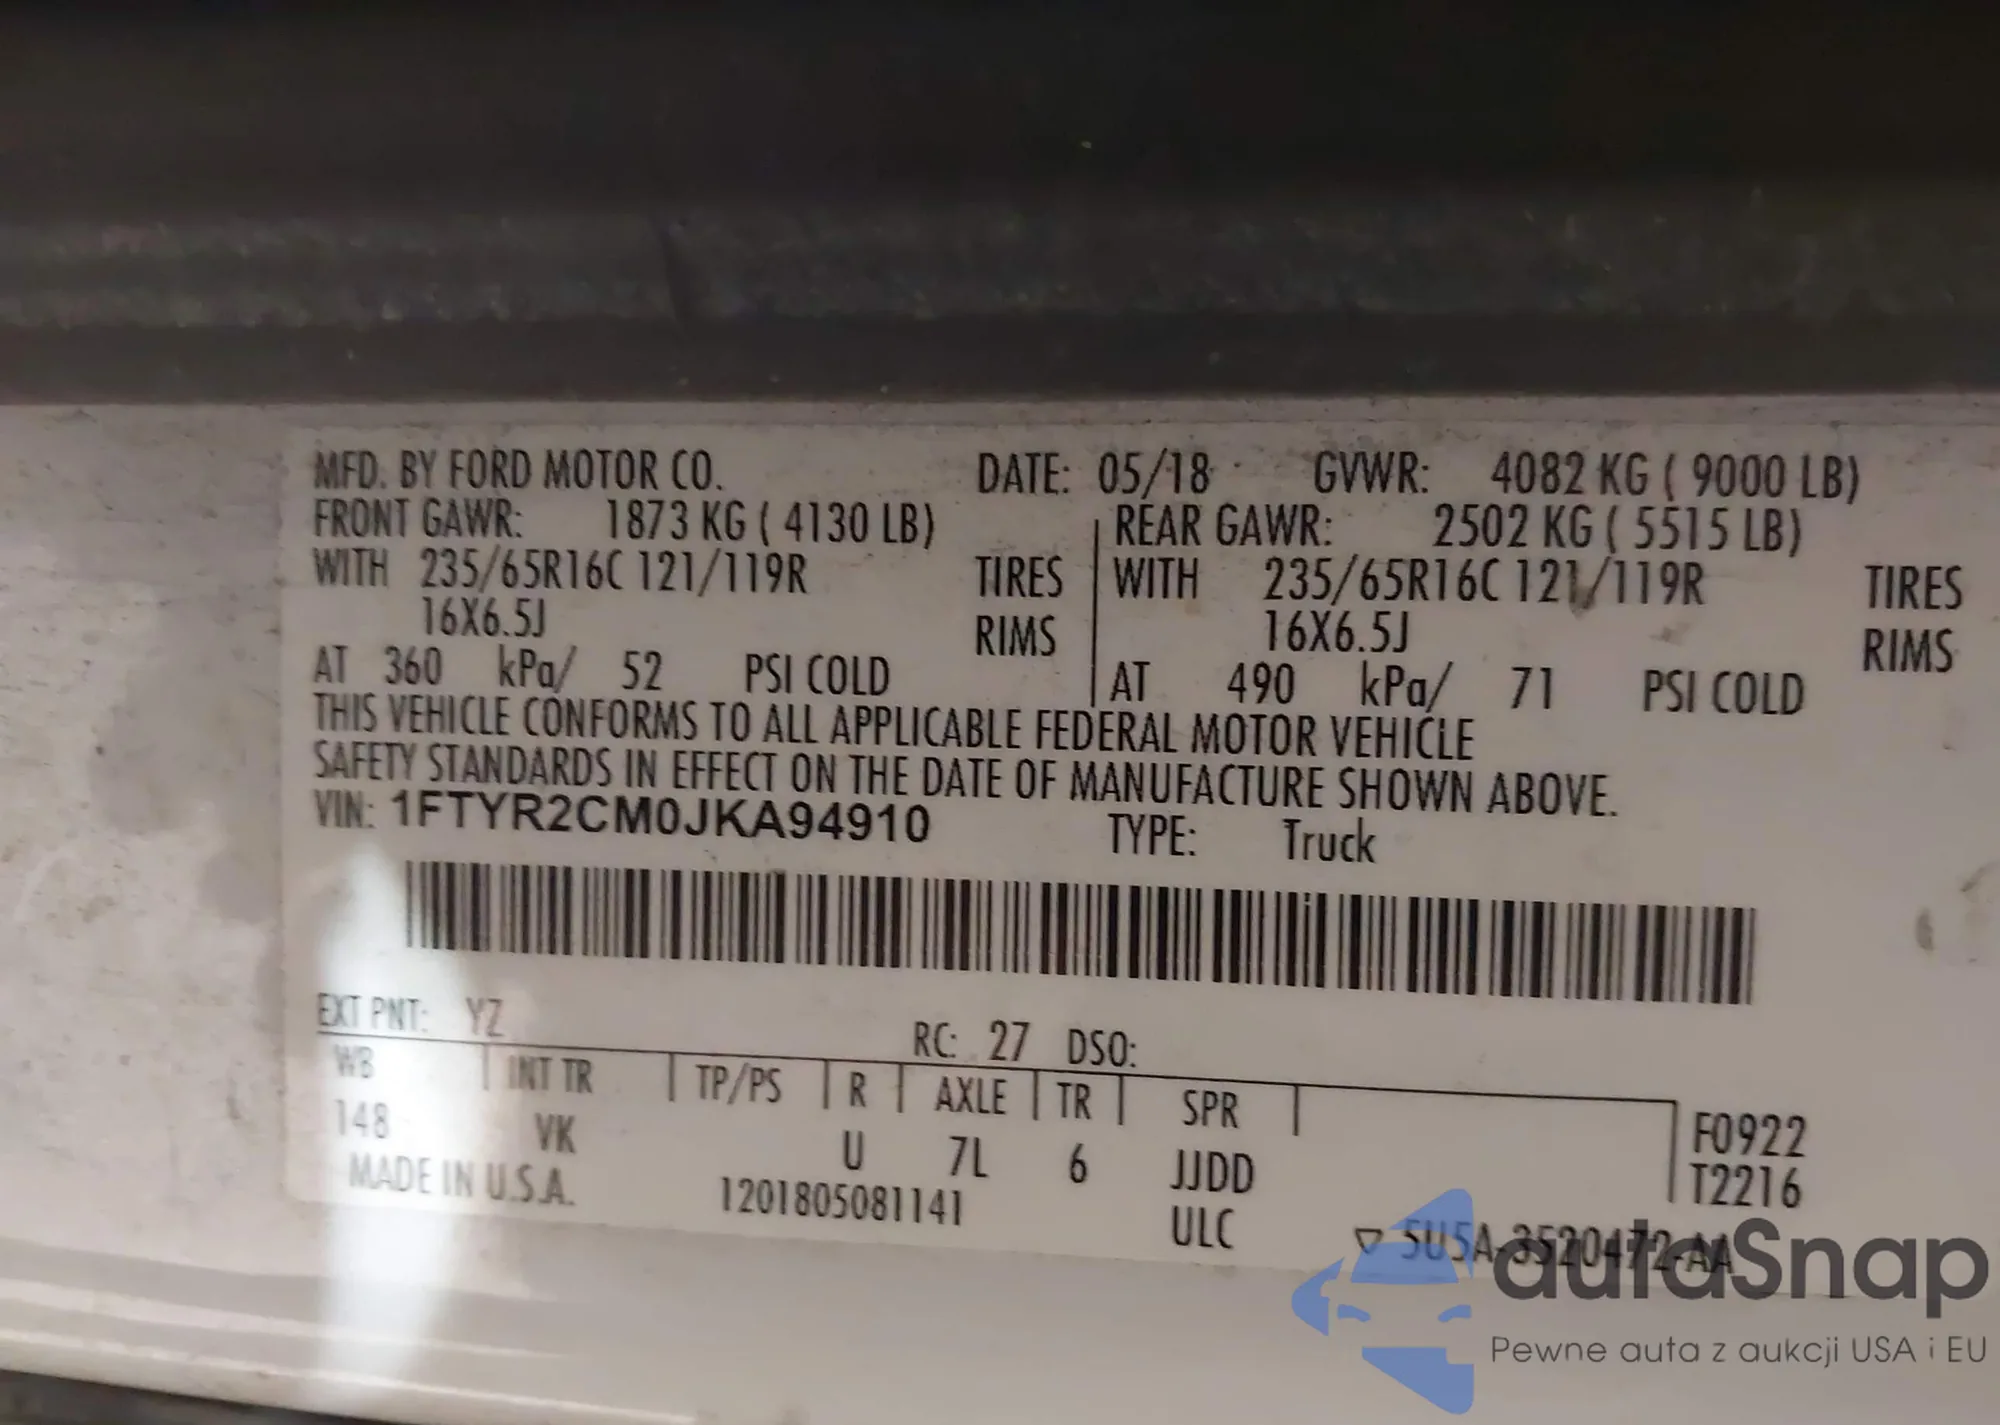 MFD. BY FORD MOTOR CO. DATE: 05/18 GVWR: 4082 KG ( 9000 LB)
FRONT GAWR: 1873 KG ( 4130 LB) REAR GAWR: 2502 KG ( 5515 LB)
WITH 235/65R16C 121/119R TIRES WITH 235/65R16C 121/119R TIRES
16X6.5J RIMS 16X6.5J RIMS
AT 360 kPa/ 52 PSI COLD AT 490 kPa/ 71 PSI COLD
THIS VEHICLE CONFORMS TO ALL APPLICABLE FEDERAL MOTOR VEHICLE
SAFETY STANDARDS IN EFFECT ON THE DATE OF MANUFACTURE SHOWN ABOVE.
VIN: 1FTYR2CM0JKA94910 TYPE: Truck
EXT PNT: YZ RC: 27 DSO:
WB INT TR TP/PS R AXLE TR SPR F0922
148 VK U 7L 6 JJDD T2216
MADE IN U.S.A. 1201805081141 ULC 5U5A-3520472-AA
autaSnap
Pewne auta z aukcji USA i EU